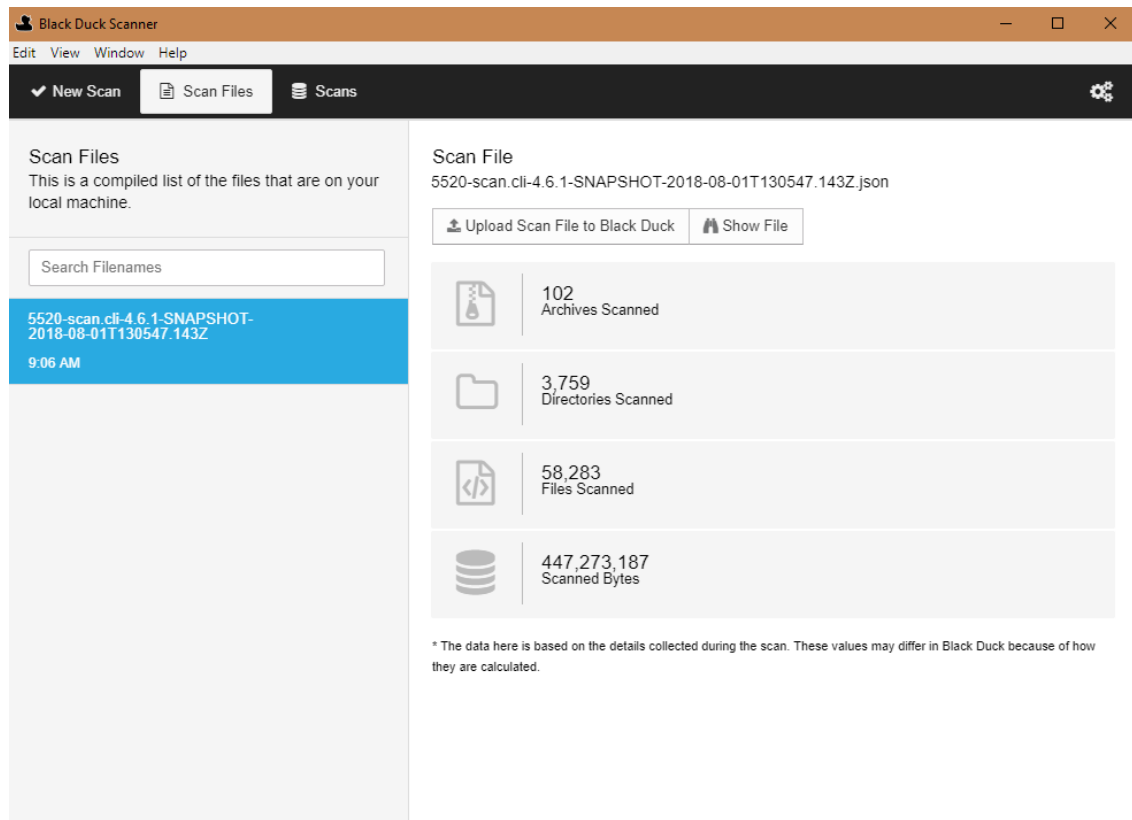 Black Duck Scanner
Edit View Window Help
New Scan Scan Files Scans
Scan Files
This is a compiled list of the files that are on your
local machine.
Search Filenames
5520-scan.cli-4.6.1-SNAPSHOT-
2018-08-01T130547.143Z
9:06 AM
Scan File
5520-scan.cli-4.6.1-SNAPSHOT-2018-08-01T130547.143Z.json
Upload Scan File to Black Duck Show File
102
Archives Scanned
3,759
Directories Scanned
58,283
Files Scanned
447,273,187
Scanned Bytes
* The data here is based on the details collected during the scan. These values may differ in Black Duck because of how
they are calculated.